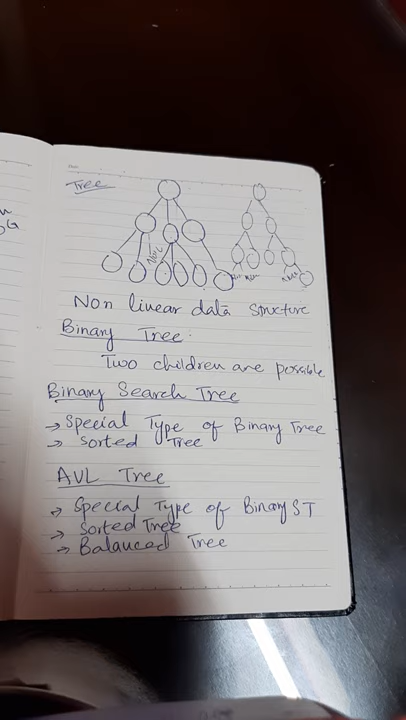 Tree
Non linear data structure
Binary Tree
Two children are possible
Binary Search Tree
→ Special Type of Binary Tree
→ Sorted Tree
AVL Tree
→ Special Type of Binary ST
→ Sorted Tree
→ Balanced Tree